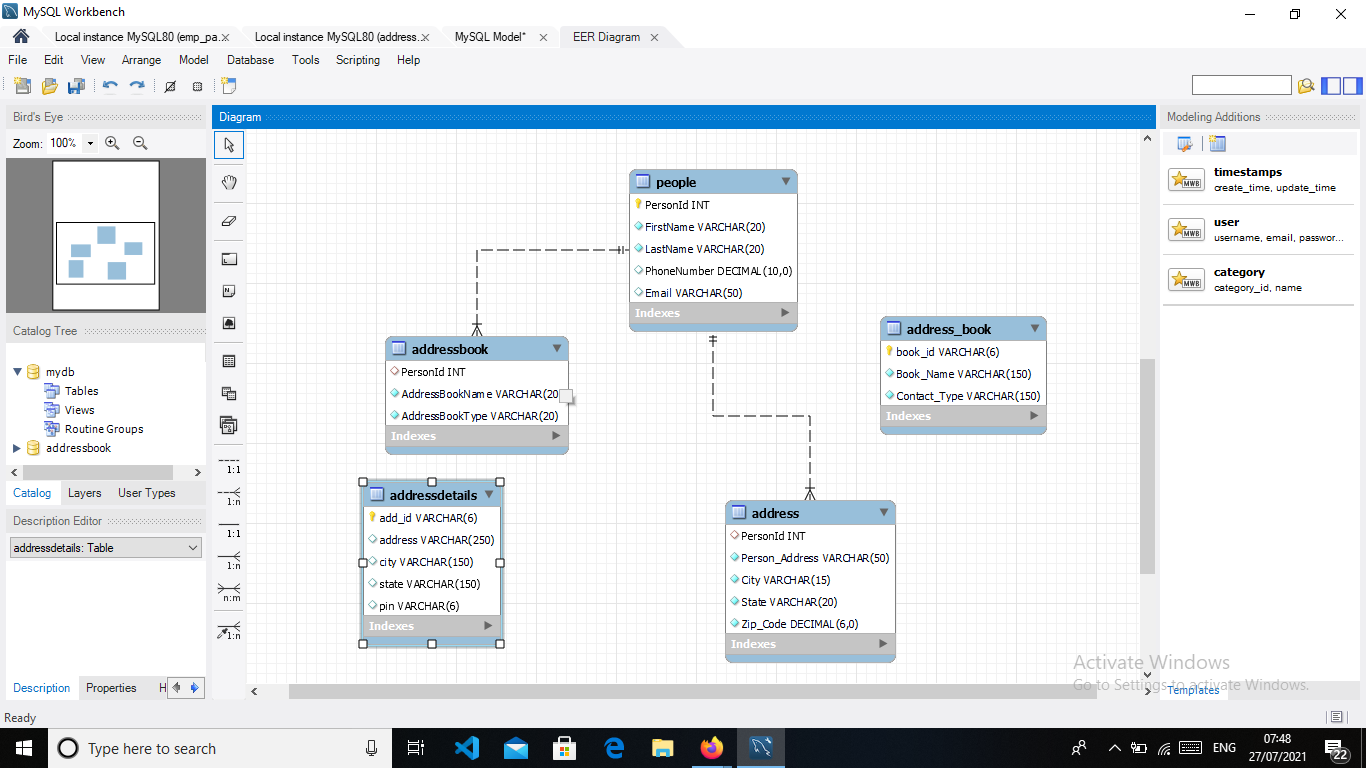 MySQL Workbench
Local instance MySQL80 (emp_pa.
Local instance MySQL80 (address.
MySQL Model*
EER Diagram
File Edit View Arrange Model Database Tools Scripting Help
Bird's Eye
Zoom: 100%
Catalog Tree
mydb
Tables
Views
Routine Groups
addressbook
Catalog Layers User Types
Description Editor
addressdetails: Table
Description Properties H
Ready
Diagram
1:1
1:n
1:1
1:n
n:m
1:n
people
PersonId INT
FirstName VARCHAR(20)
LastName VARCHAR(20)
PhoneNumber DECIMAL(10,0)
Email VARCHAR(50)
Indexes
addressbook
PersonId INT
AddressBookName VARCHAR(20
AddressBookType VARCHAR(20)
Indexes
address_book
book_id VARCHAR(6)
Book_Name VARCHAR(150)
Contact_Type VARCHAR(150)
Indexes
addressdetails
add_id VARCHAR(6)
address VARCHAR(250)
city VARCHAR(150)
state VARCHAR(150)
pin VARCHAR(6)
Indexes
address
PersonId INT
Person_Address VARCHAR(50)
City VARCHAR(15)
State VARCHAR(20)
Zip_Code DECIMAL(6,0)
Indexes
Modeling Additions
MWB
timestamps
create_time, update_time
MWB
user
username, email, passwor...
MWB
category
category_id, name
Activate Windows
Go to Settings to activate Windows.
Templates
Type here to search
ENG
07:48
27/07/2021
22